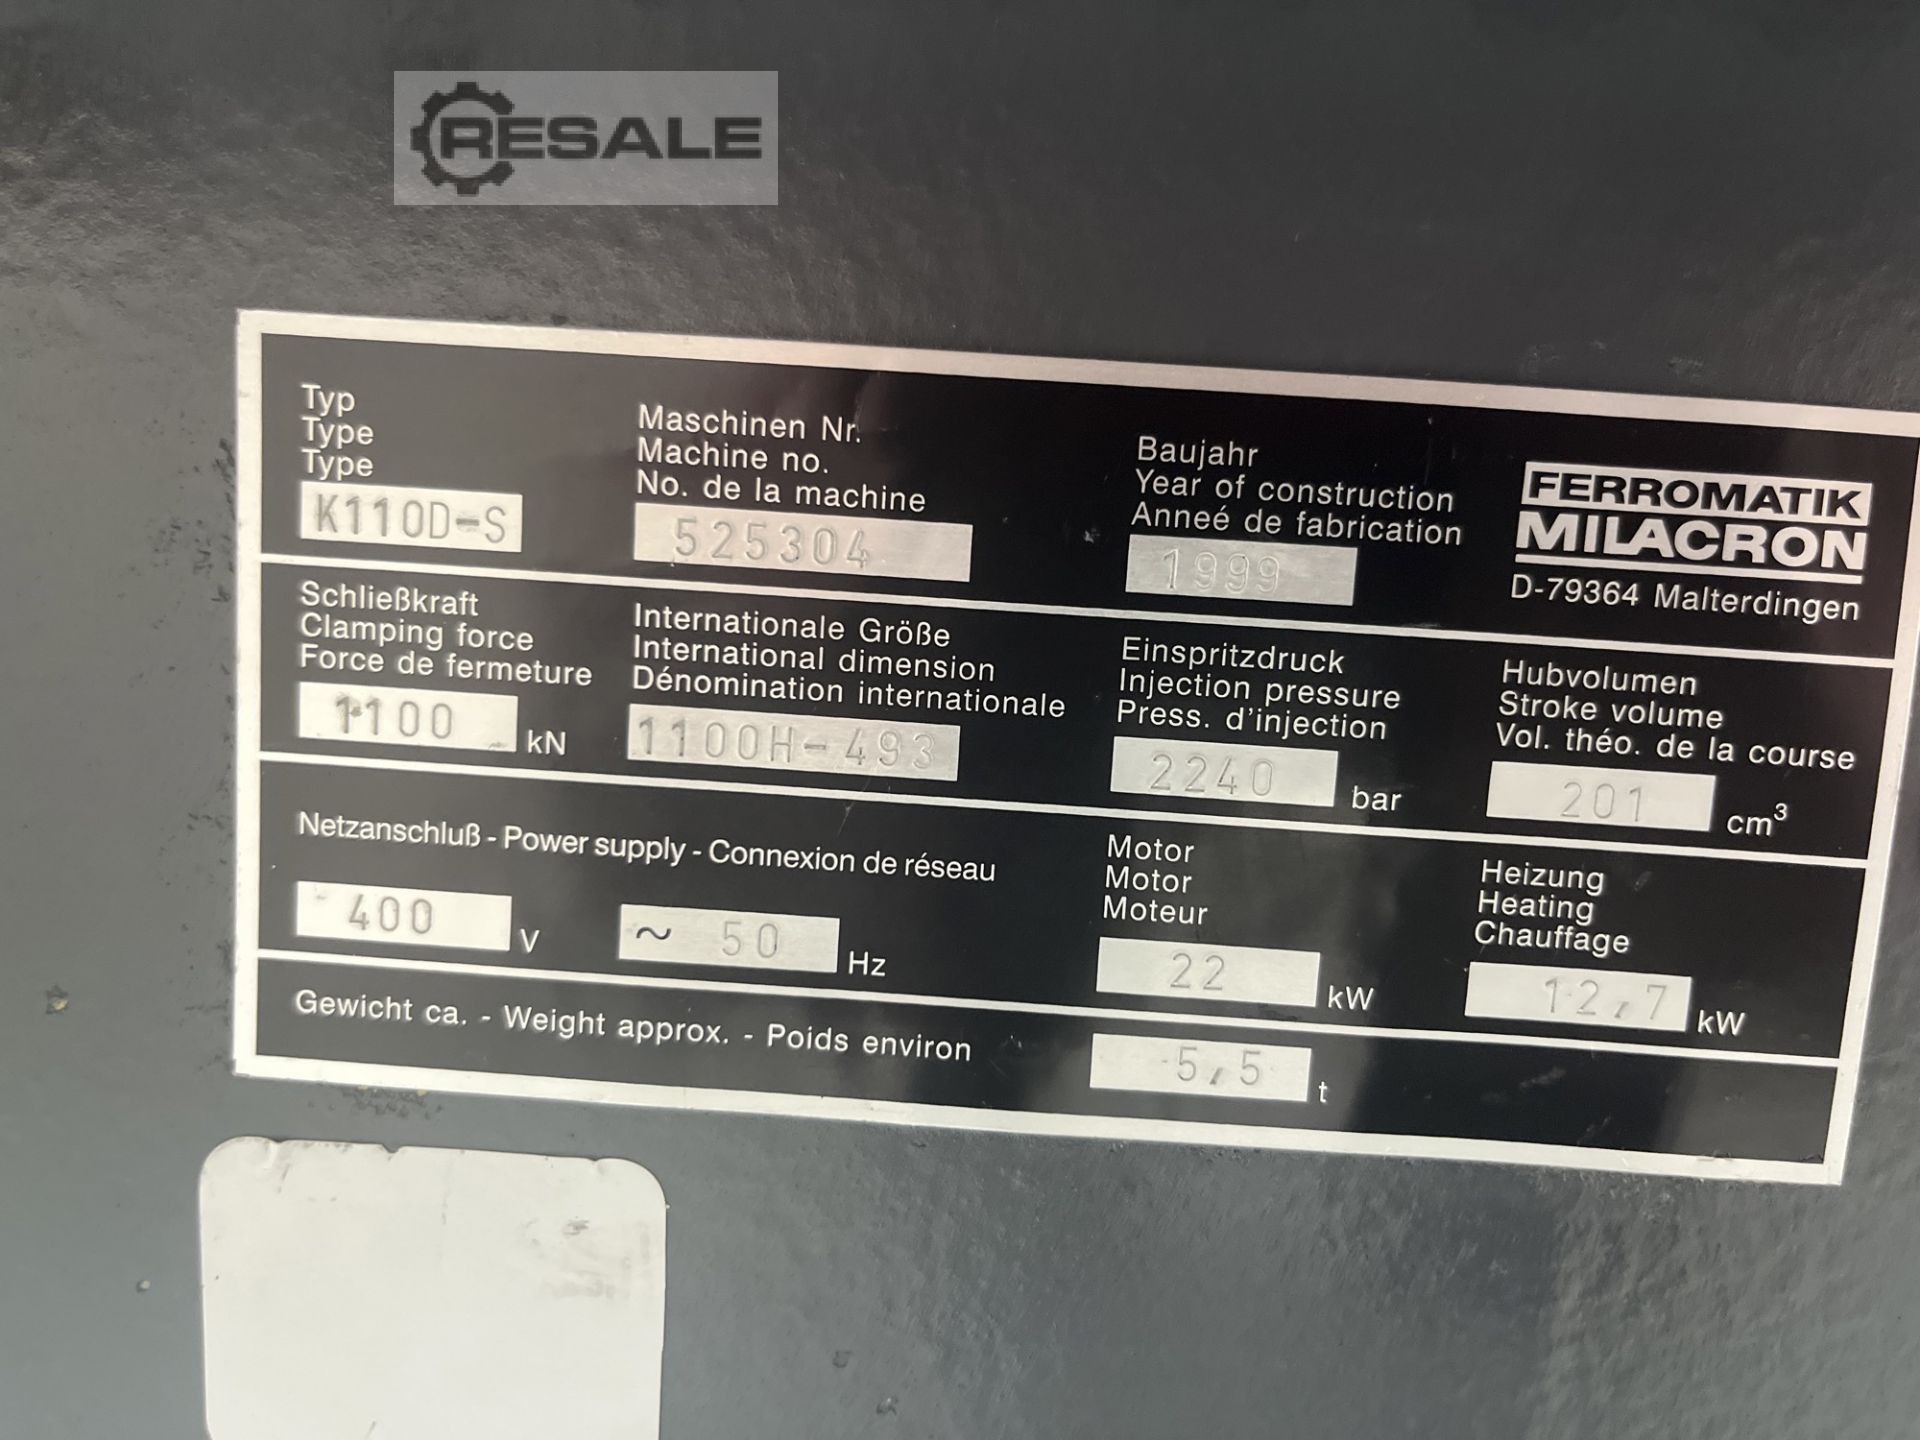 RESALE
Typ
Type
Type
K110D-S
Maschinen Nr.
Machine no.
No. de la machine
525304
Baujahr
Year of construction
Anneé de fabrication
1999
FERROMATIK
MILACRON
D-79364 Malterdingen
Schließkraft
Clamping force
Force de fermeture
1100 kN
Internationale Größe
International dimension
Dénomination internationale
1100H-493
Einspritzdruck
Injection pressure
Press. d'injection
2240 bar
Hubvolumen
Stroke volume
Vol. théo. de la course
201 cm³
Netzanschluß - Power supply - Connexion de réseau
400 V ~ 50 Hz
Motor
Motor
Moteur
22 kW
Heizung
Heating
Chauffage
12,7 kW
Gewicht ca. - Weight approx. - Poids environ 5,5 t